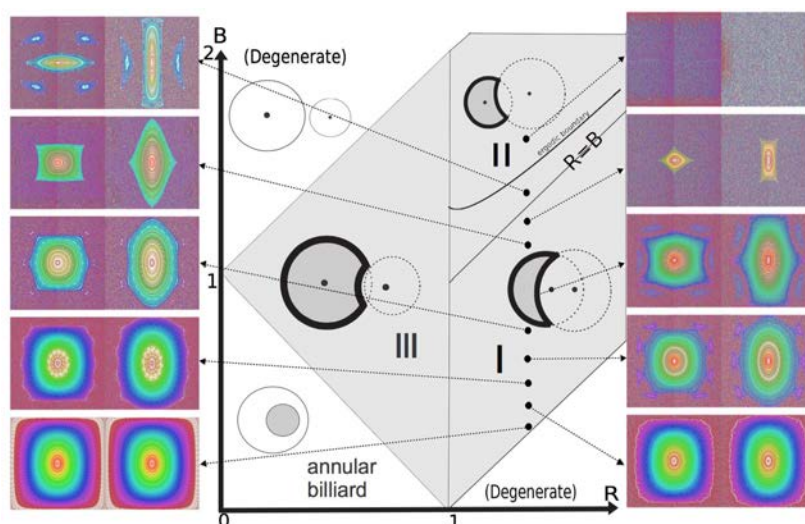 B
2
(Degenerate)
II
ergodic boundary
R=B
1
III
I
annular
billiard
(Degenerate)
R
0
1